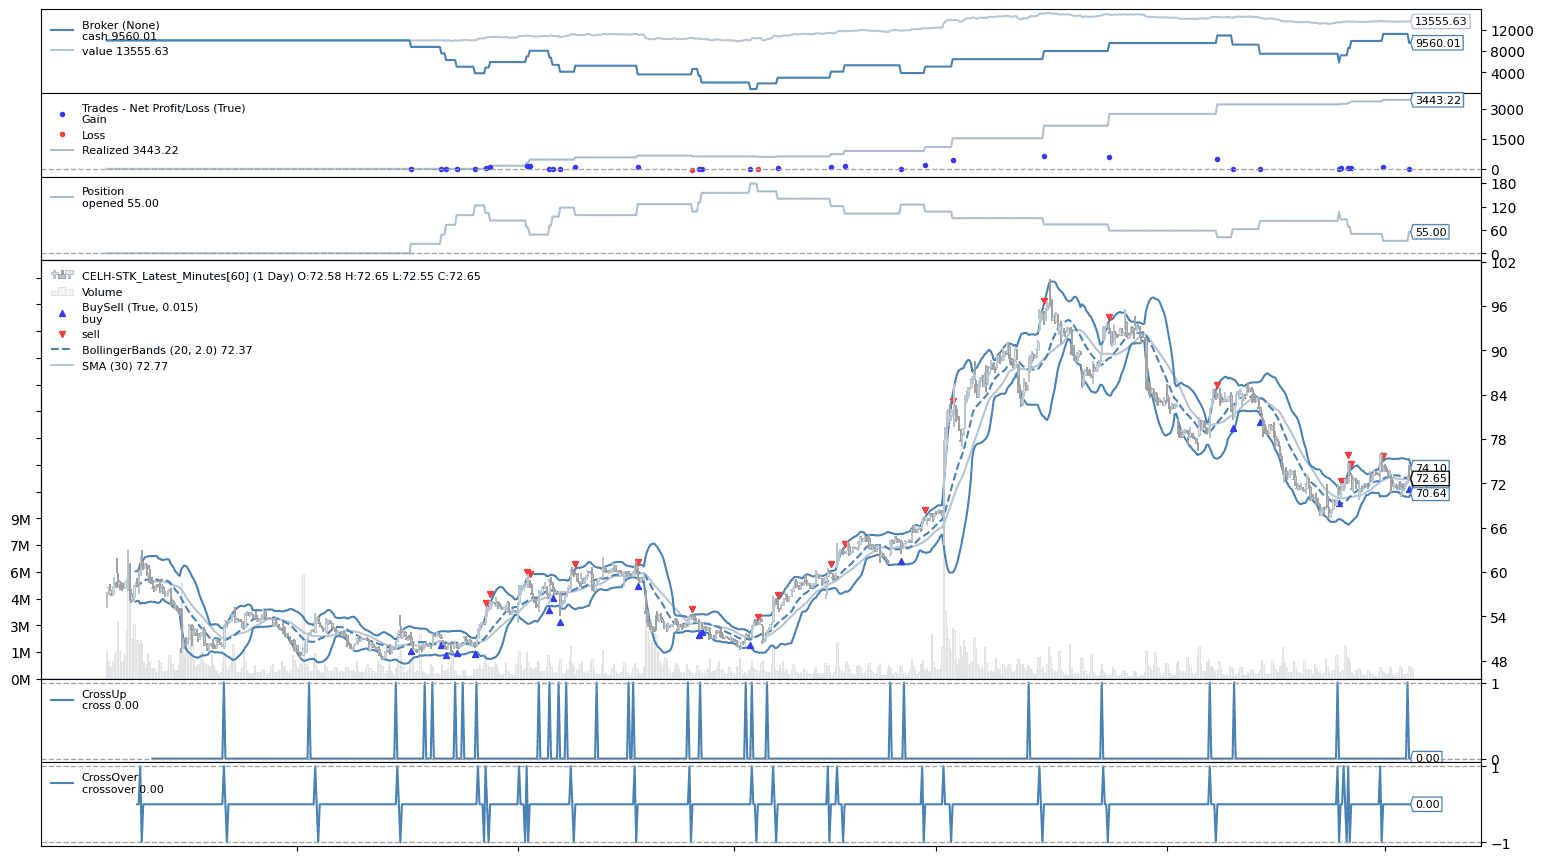 Broker (None)
cash 9560.01
value 13555.63
13555.63
12000
9560.01
8000
4000
Trades - Net Profit/Loss (True)
Gain
Loss
Realized 3443.22
3443.22
3000
1500
0
Position
opened 55.00
180
120
60
55.00
0
CELH-STK_Latest_Minutes[60] (1 Day) O:72.58 H:72.65 L:72.55 C:72.65
Volume
BuySell (True, 0.015)
buy
sell
BollingerBands (20, 2.0) 72.37
SMA (30) 72.77
102
96
90
84
78
74.10
72.65
72
70.64
66
60
54
48
9M
7M
6M
4M
3M
1M
0M
CrossUp
cross 0.00
1
0.00
0
CrossOver
crossover 0.00
1
0.00
−1